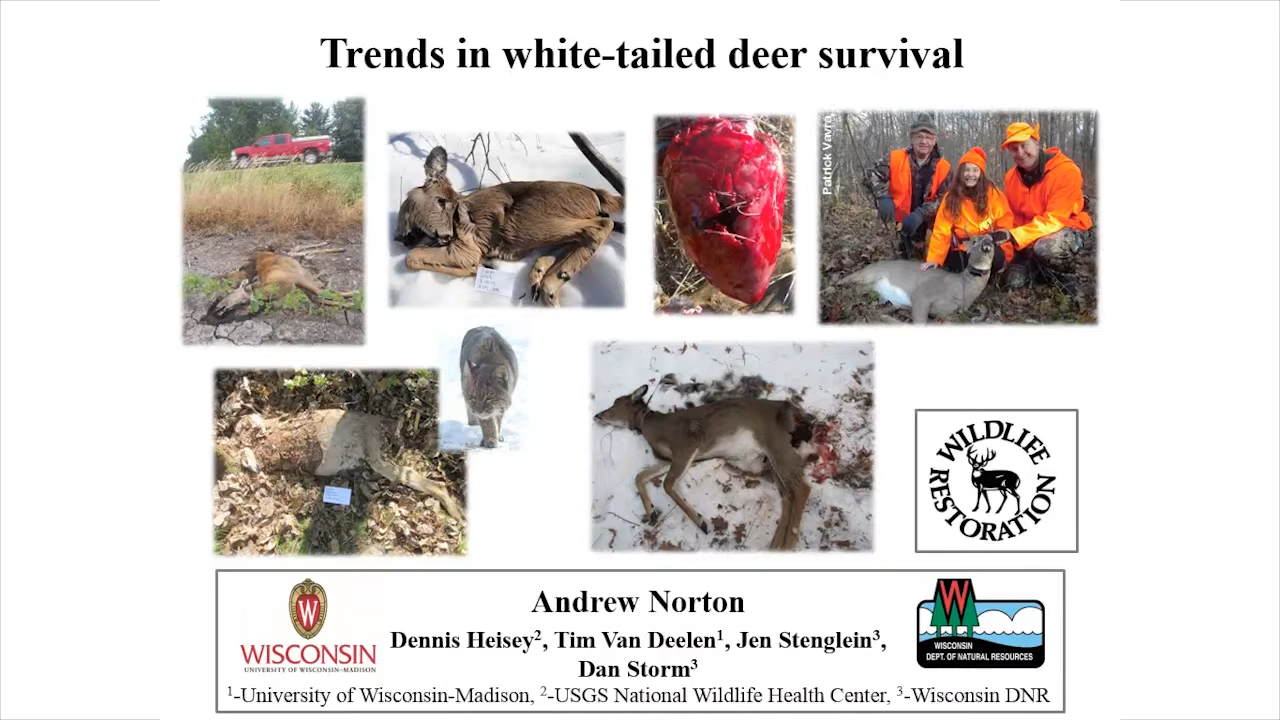 Trends in white-tailed deer survival
Patrick Vavra
WILDLIFE
RESTORATION
W
WISCONSIN
UNIVERSITY OF WISCONSIN–MADISON
Andrew Norton
Dennis Heisey², Tim Van Deelen¹, Jen Stenglein³,
Dan Storm³
W
WISCONSIN
DEPT. OF NATURAL RESOURCES
¹-University of Wisconsin-Madison, ²-USGS National Wildlife Health Center, ³-Wisconsin DNR